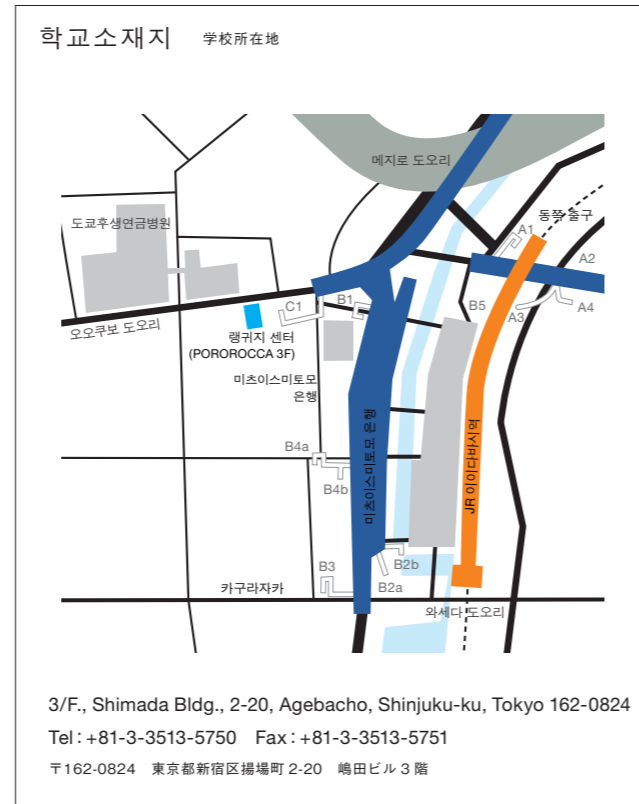 학교소재지 学校所在地
메지로 도오리
도쿄후생연금병원
동쪽 출구
A1
A2
A3
A4
B5
C1
B1
오오쿠보 도오리
랭귀지 센터
(POROROCCA 3F)
미츠이스미토모
은행
미츠이스미토모 은행
JR 이이다바시역
B4a
B4b
B3
B2b
B2a
카구라자카
와세다 도오리
3/F., Shimada Bldg., 2-20, Agebacho, Shinjuku-ku, Tokyo 162-0824
Tel : +81-3-3513-5750 Fax : +81-3-3513-5751
〒162-0824 東京都新宿区揚場町 2-20 嶋田ビル 3 階